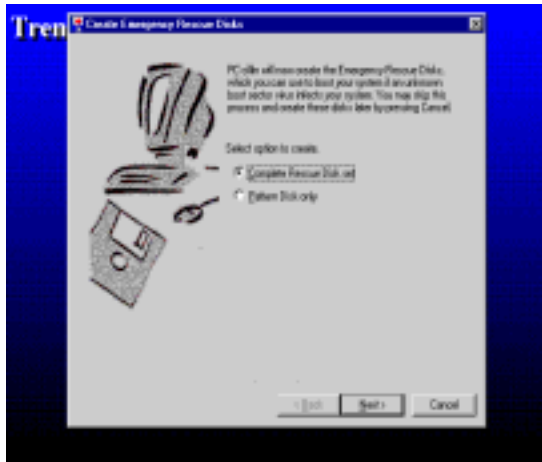 Tren
Create Emergency Rescue Disks
PC-cillin will now create the Emergency Rescue Disks,
which you can use to boot your system if an unknown
boot sector virus infects your system. You may skip this
process and create these disks later by pressing Cancel.
Select option to create.
Complete Rescue Disk set
Pattern Disk only
< Back
Next >
Cancel